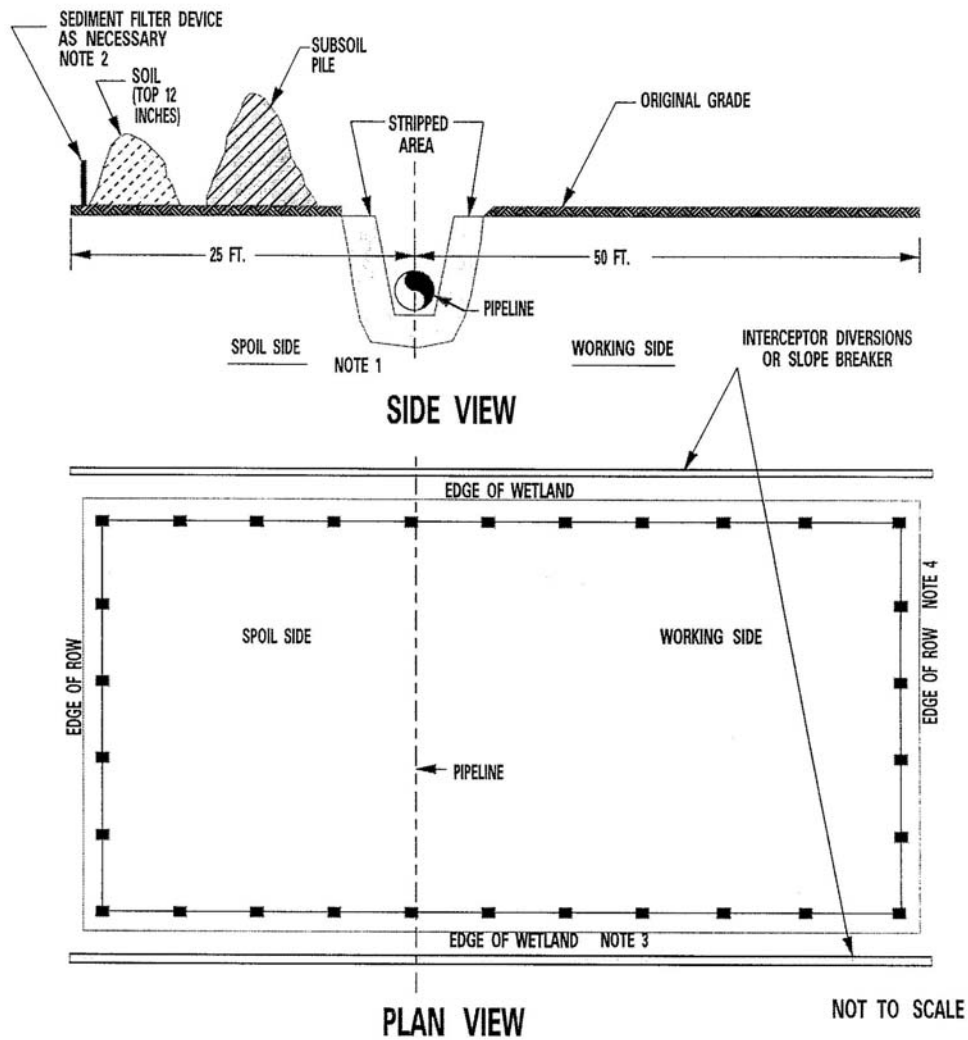 SEDIMENT FILTER DEVICE
AS NECESSARY
NOTE 2
SOIL
(TOP 12
INCHES)
SUBSOIL
PILE
STRIPPED
AREA
ORIGINAL GRADE
25 FT.
50 FT.
PIPELINE
SPOIL SIDE
NOTE 1
WORKING SIDE
INTERCEPTOR DIVERSIONS
OR SLOPE BREAKER
SIDE VIEW
EDGE OF WETLAND
EDGE OF ROW
SPOIL SIDE
WORKING SIDE
EDGE OF ROW NOTE 4
PIPELINE
EDGE OF WETLAND NOTE 3
PLAN VIEW
NOT TO SCALE